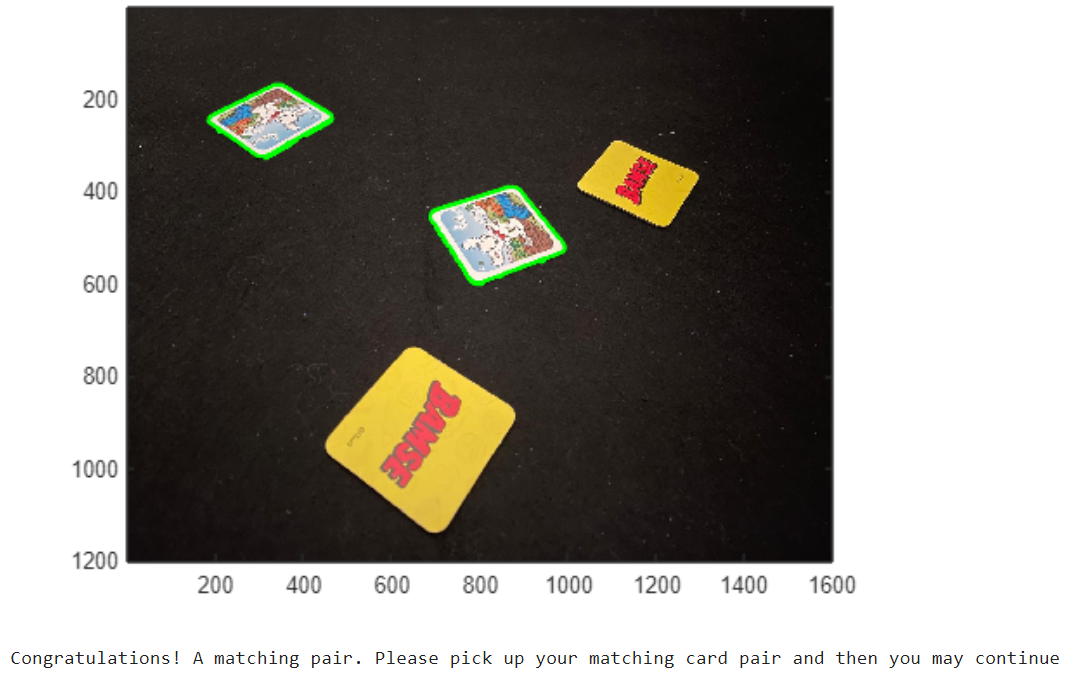 200
400
600
800
1000
1200
200 400 600 800 1000 1200 1400 1600
BAMSE
BAMSE
Congratulations! A matching pair. Please pick up your matching card pair and then you may continue